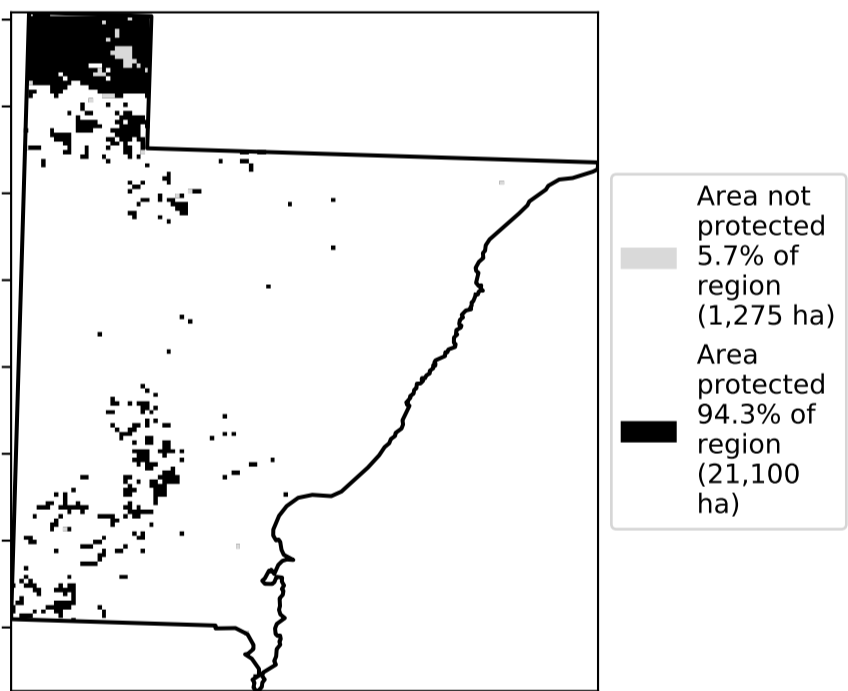 Area not
protected
5.7% of
region
(1,275 ha)
Area
protected
94.3% of
region
(21,100
ha)